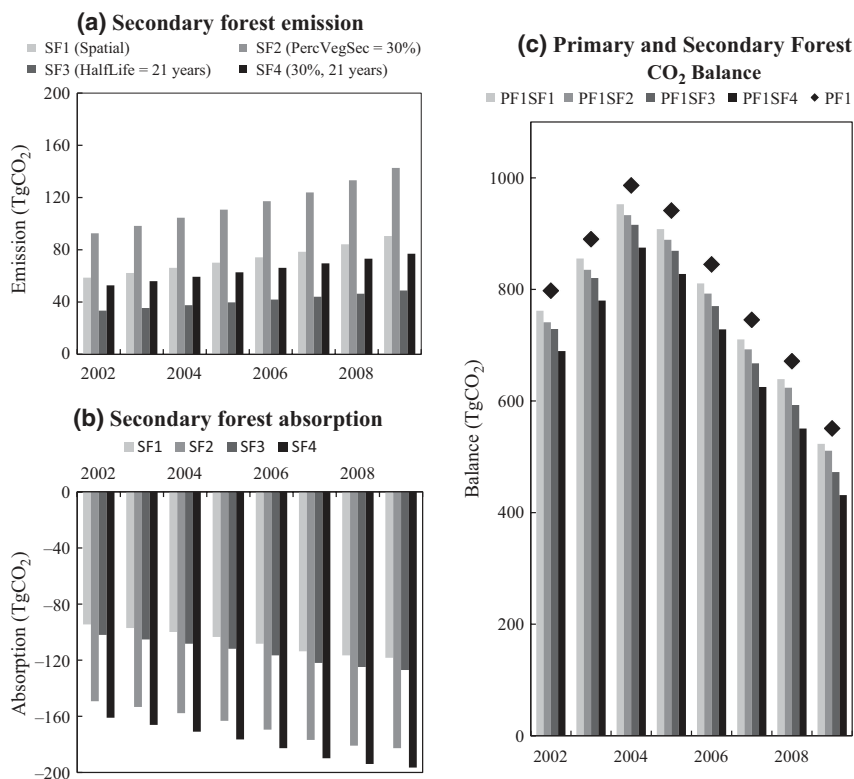 (a) Secondary forest emission
SF1 (Spatial) SF2 (PercVegSec = 30%)
SF3 (HalfLife = 21 years) SF4 (30%, 21 years)
200
160
120
80
40
0
Emission (TgCO2)
2002 2004 2006 2008
(b) Secondary forest absorption
SF1 SF2 SF3 SF4
2002 2004 2006 2008
0
–40
–80
–120
–160
–200
Absorption (TgCO2)
(c) Primary and Secondary Forest
CO2 Balance
PF1SF1 PF1SF2 PF1SF3 PF1SF4 PF1
1000
800
600
400
200
0
Balance (TgCO2)
2002 2004 2006 2008